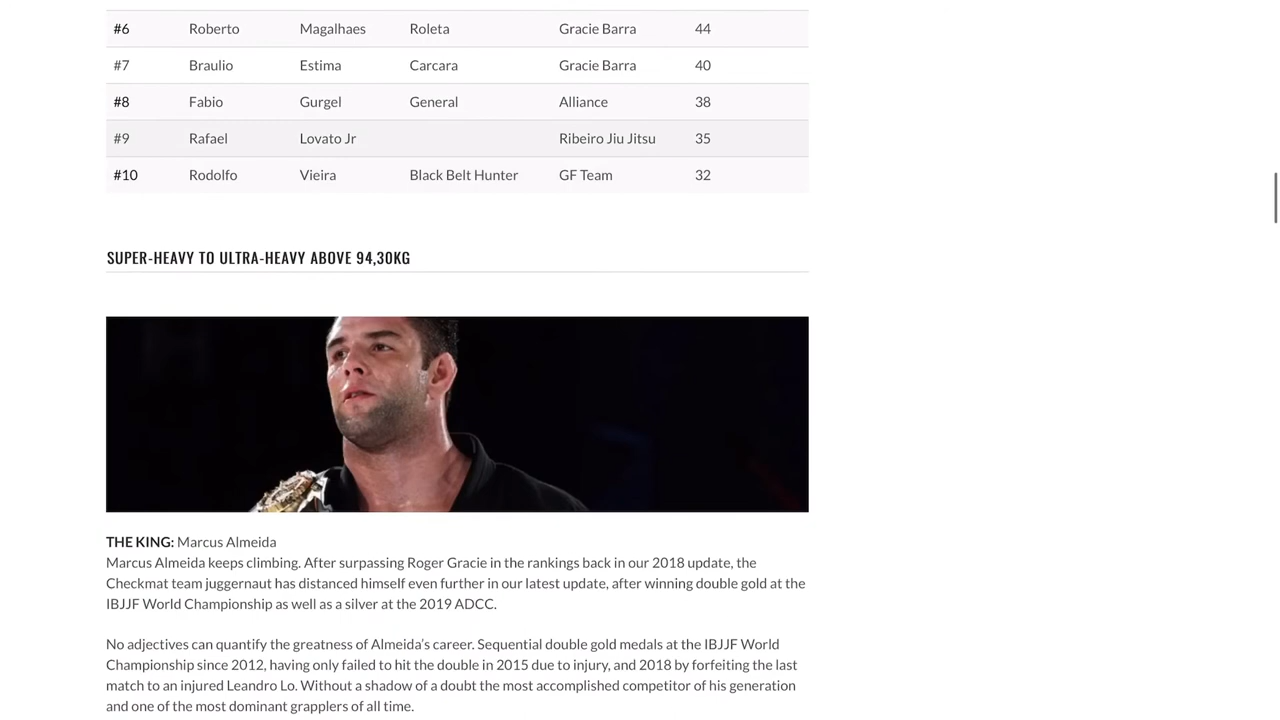 #6 Roberto Magalhaes Roleta Gracie Barra 44
#7 Braulio Estima Carcara Gracie Barra 40
#8 Fabio Gurgel General Alliance 38
#9 Rafael Lovato Jr Ribeiro Jiu Jitsu 35
#10 Rodolfo Vieira Black Belt Hunter GF Team 32
SUPER-HEAVY TO ULTRA-HEAVY ABOVE 94,30KG
THE KING: Marcus Almeida
Marcus Almeida keeps climbing. After surpassing Roger Gracie in the rankings back in our 2018 update, the
Checkmat team juggernaut has distanced himself even further in our latest update, after winning double gold at the
IBJJF World Championship as well as a silver at the 2019 ADCC.
No adjectives can quantify the greatness of Almeida’s career. Sequential double gold medals at the IBJJF World
Championship since 2012, having only failed to hit the double in 2015 due to injury, and 2018 by forfeiting the last
match to an injured Leandro Lo. Without a shadow of a doubt the most accomplished competitor of his generation
and one of the most dominant grapplers of all time.